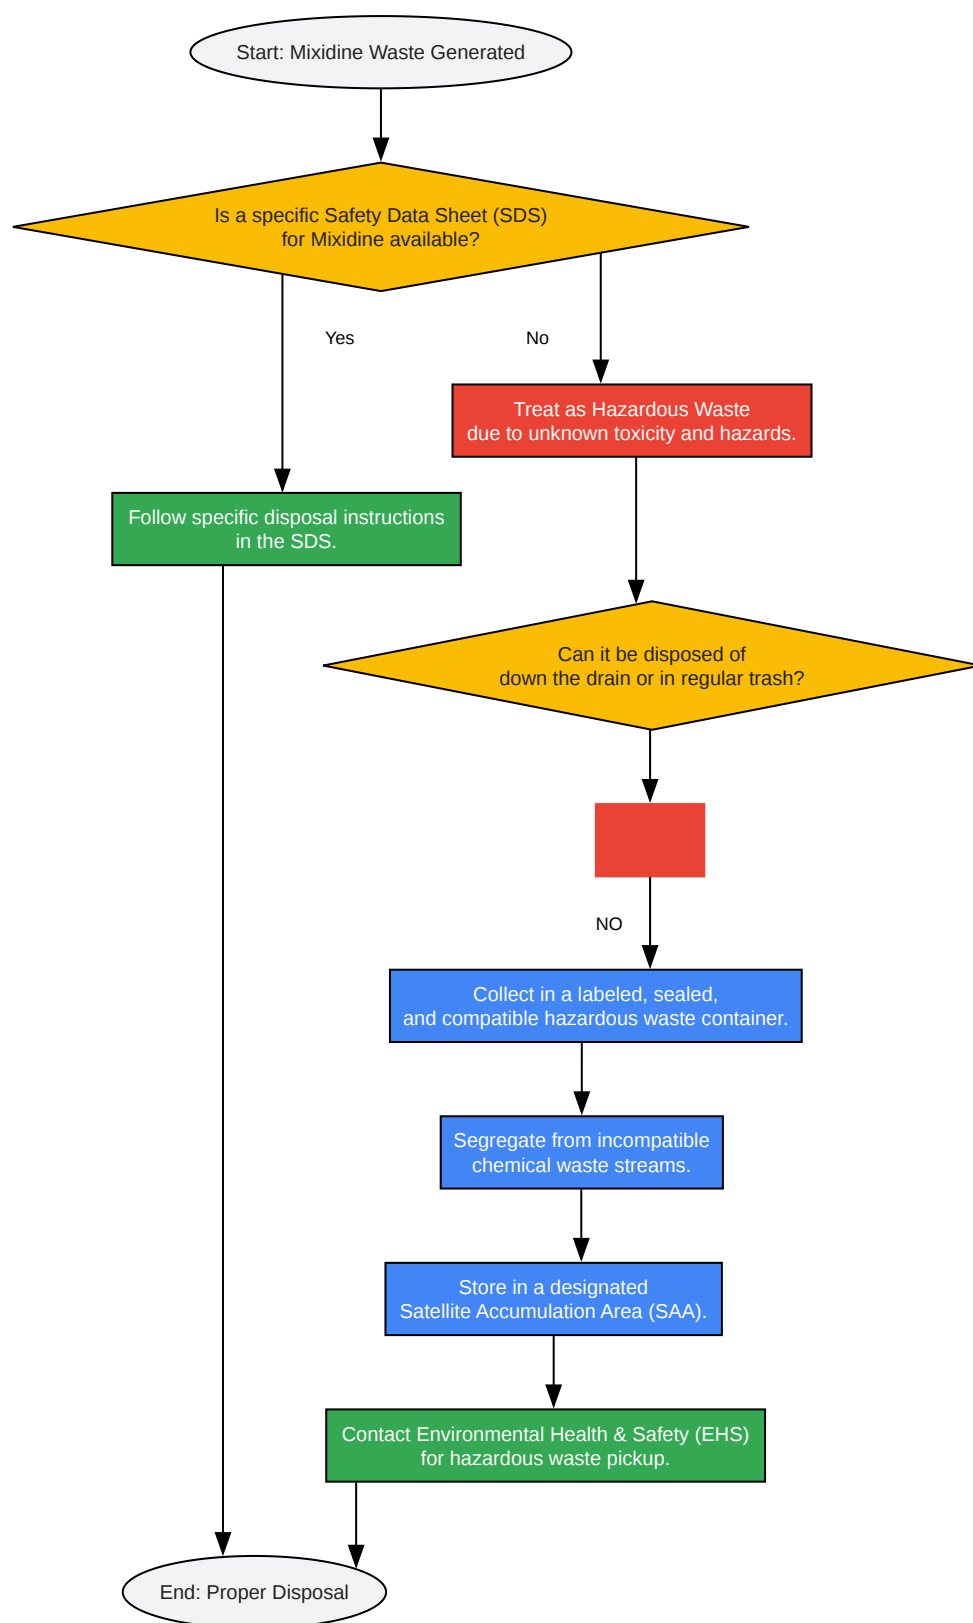 Start: Mixidine Waste Generated
Is a specific Safety Data Sheet (SDS)
for Mixidine available?
Yes
No
Treat as Hazardous Waste
due to unknown toxicity and hazards.
Follow specific disposal instructions
in the SDS.
Can it be disposed of
down the drain or in regular trash?
NO
Collect in a labeled, sealed,
and compatible hazardous waste container.
Segregate from incompatible
chemical waste streams.
Store in a designated
Satellite Accumulation Area (SAA).
Contact Environmental Health & Safety (EHS)
for hazardous waste pickup.
End: Proper Disposal